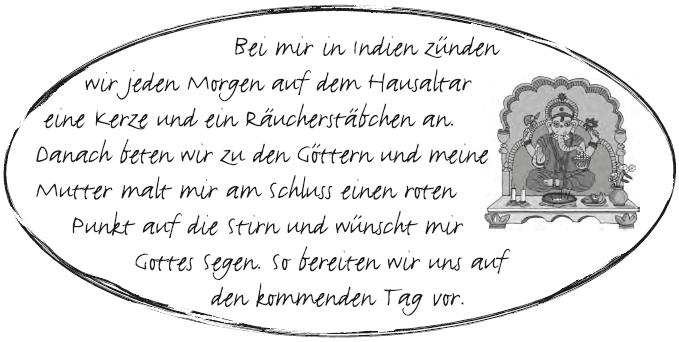 Bei mir in Indien zünden
wir jeden Morgen auf dem Hausaltar
eine Kerze und ein Räucherstäbchen an.
Danach beten wir zu den Göttern und meine
Mutter malt mir am Schluss einen roten
Punkt auf die Stirn und wünscht mir
Gottes Segen. So bereiten wir uns auf
den kommenden Tag vor.